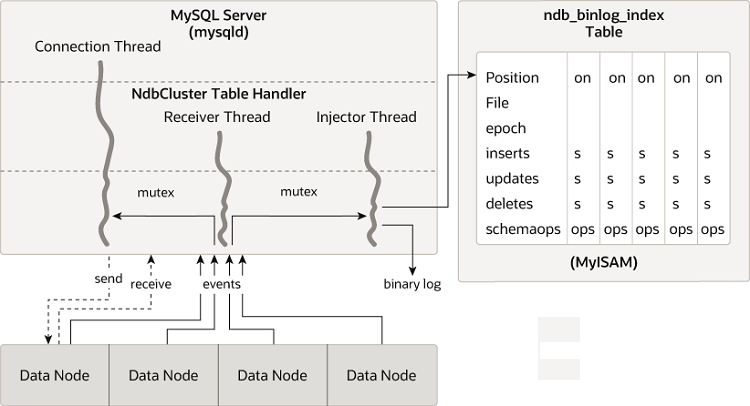 MySQL Server
(mysqld)
Connection Thread
NdbCluster Table Handler
Receiver Thread
Injector Thread
mutex
mutex
send
receive
events
binary log
Data Node
Data Node
Data Node
Data Node
ndb_binlog_index
Table
Position on on on on on
File
epoch
inserts s s s s s
updates s s s s s
deletes s s s s s
schemaops ops ops ops ops ops
(MyISAM)